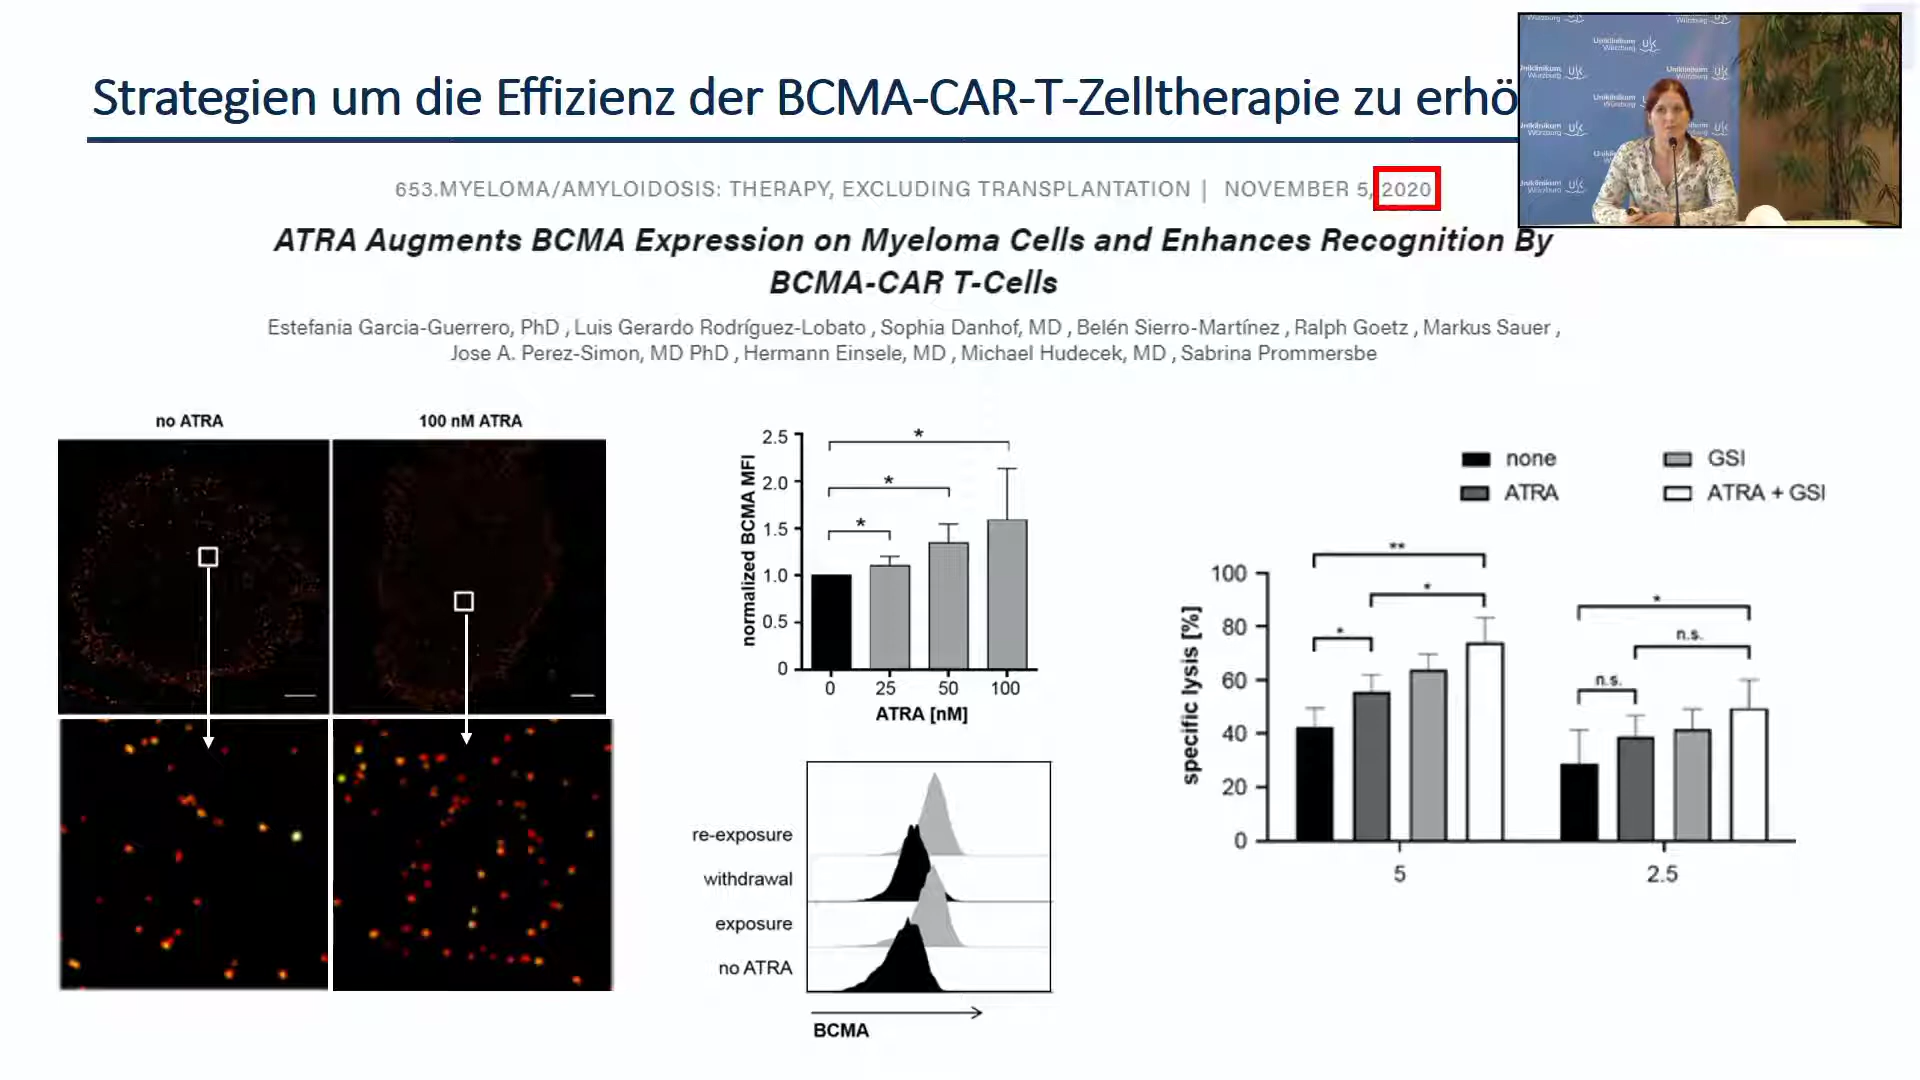 Strategien um die Effizienz der BCMA-CAR-T-Zelltherapie zu erhö
653.MYELOMA/AMYLOIDOSIS: THERAPY, EXCLUDING TRANSPLANTATION | NOVEMBER 5, 2020
ATRA Augments BCMA Expression on Myeloma Cells and Enhances Recognition By
BCMA-CAR T-Cells
Estefania Garcia-Guerrero, PhD , Luis Gerardo Rodríguez-Lobato , Sophia Danhof, MD , Belén Sierro-Martínez , Ralph Goetz , Markus Sauer ,
Jose A. Perez-Simon, MD PhD , Hermann Einsele, MD , Michael Hudecek, MD , Sabrina Prommersbe
no ATRA
100 nM ATRA
normalized BCMA MFI
2.5
2.0
1.5
1.0
0.5
0
*
*
*
0 25 50 100
ATRA [nM]
re-exposure
withdrawal
exposure
no ATRA
BCMA
none GSI
ATRA ATRA + GSI
specific lysis [%]
100
80
60
40
20
0
**
*
*
*
n.s.
n.s.
5 2.5
Uniklinikum
Würzburg